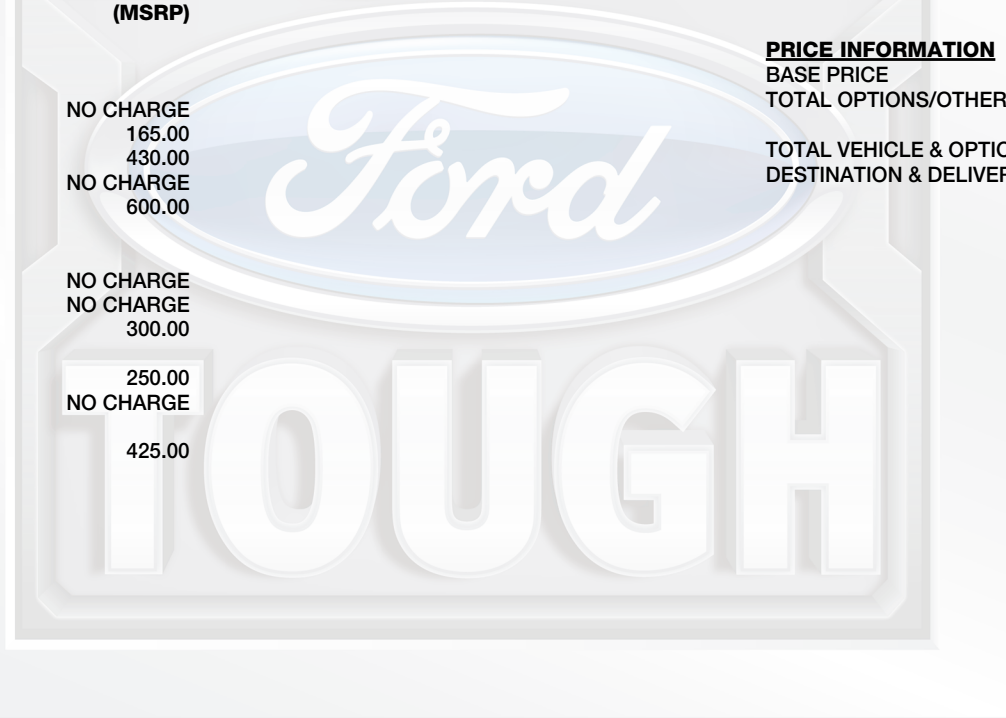 (MSRP)
NO CHARGE
165.00
430.00
NO CHARGE
600.00
NO CHARGE
NO CHARGE
300.00
250.00
NO CHARGE
425.00
PRICE INFORMATION
BASE PRICE
TOTAL OPTIONS/OTHER
TOTAL VEHICLE & OPTIO
DESTINATION & DELIVER
Ford
TOUGH